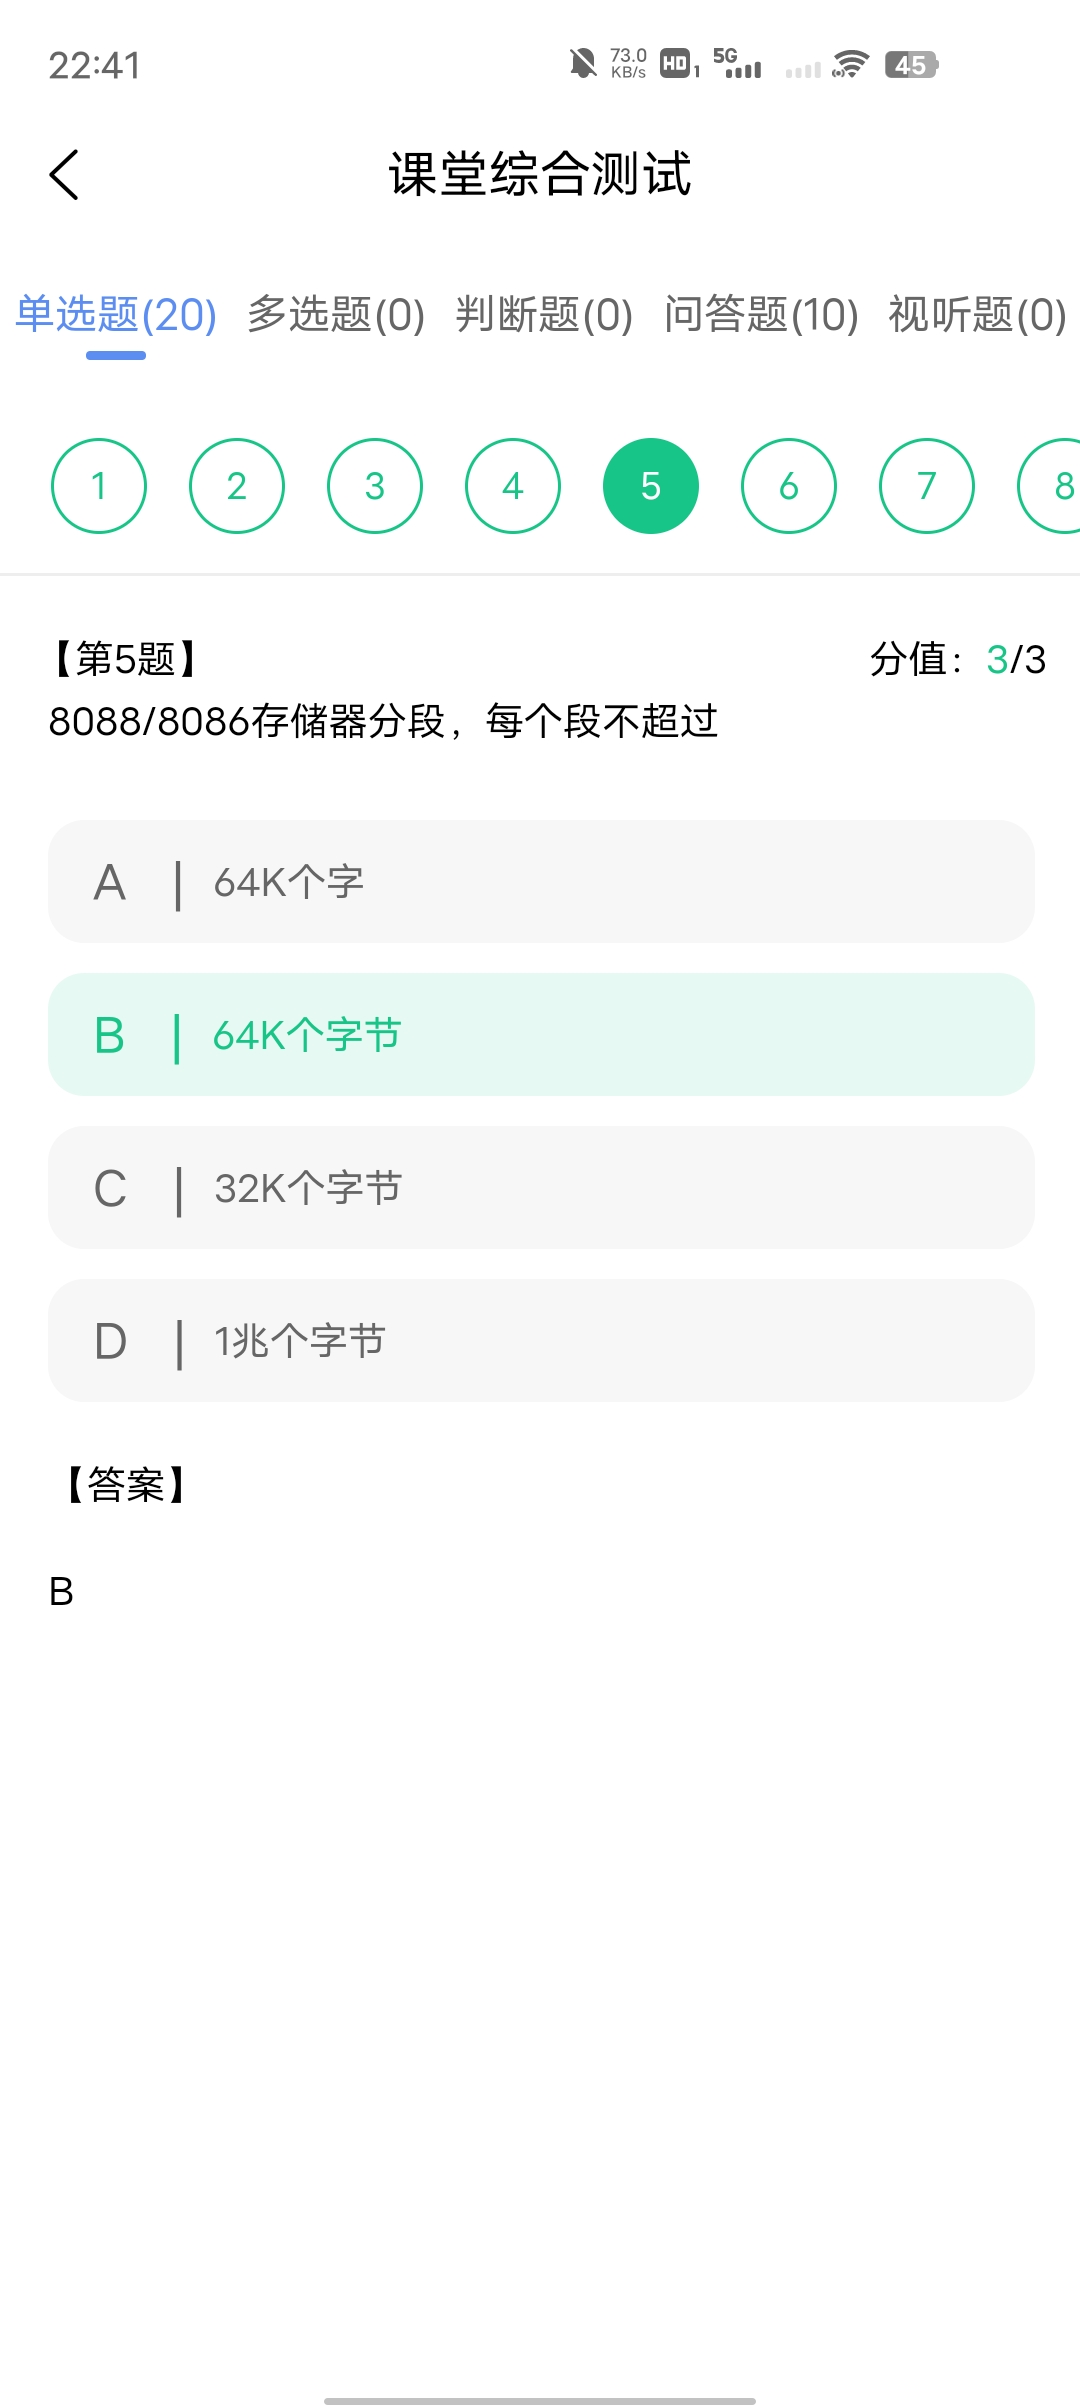 22:41
73.0
KB/s
HD 1
5G
45
课堂综合测试
单选题(20) 多选题(0) 判断题(0) 问答题(10) 视听题(0)
1 2 3 4 5 6 7 8
【第5题】 分值：3/3
8088/8086存储器分段，每个段不超过
A | 64K个字
B | 64K个字节
C | 32K个字节
D | 1兆个字节
【答案】
B